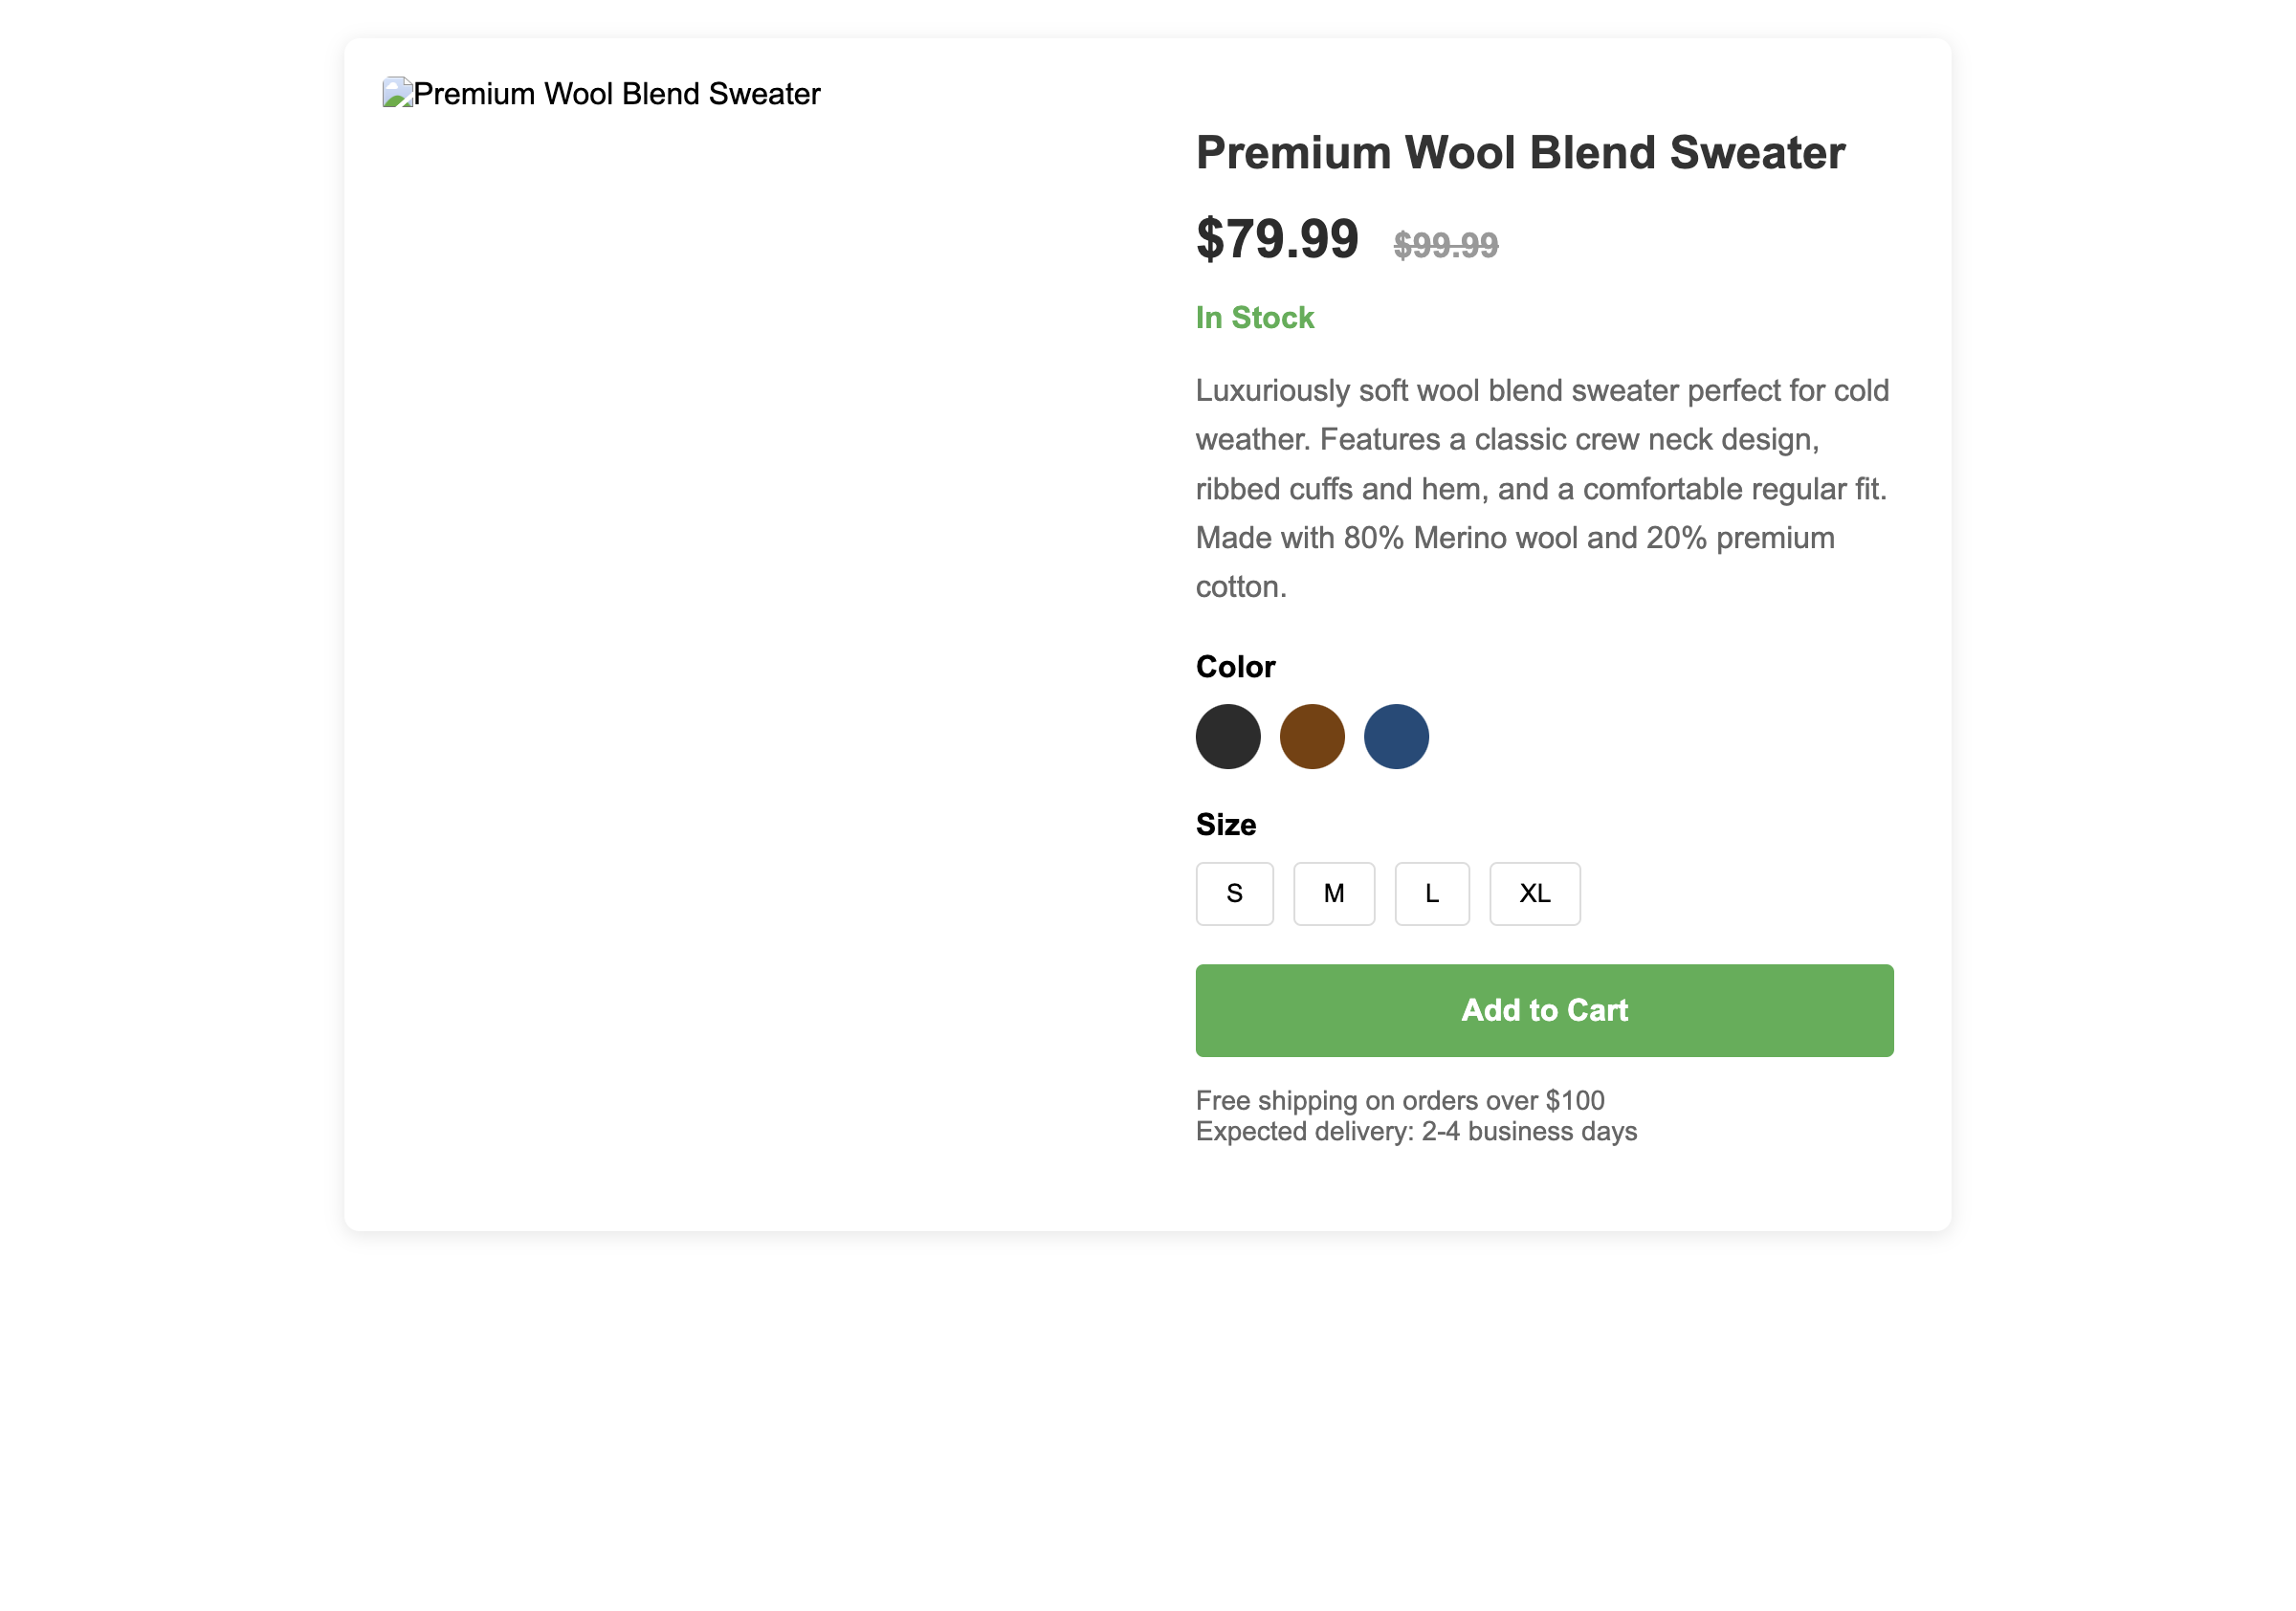 Premium Wool Blend Sweater
Premium Wool Blend Sweater
$79.99 $99.99
In Stock
Luxuriously soft wool blend sweater perfect for cold
weather. Features a classic crew neck design,
ribbed cuffs and hem, and a comfortable regular fit.
Made with 80% Merino wool and 20% premium
cotton.
Color
Size
S M L XL
Add to Cart
Free shipping on orders over $100
Expected delivery: 2-4 business days